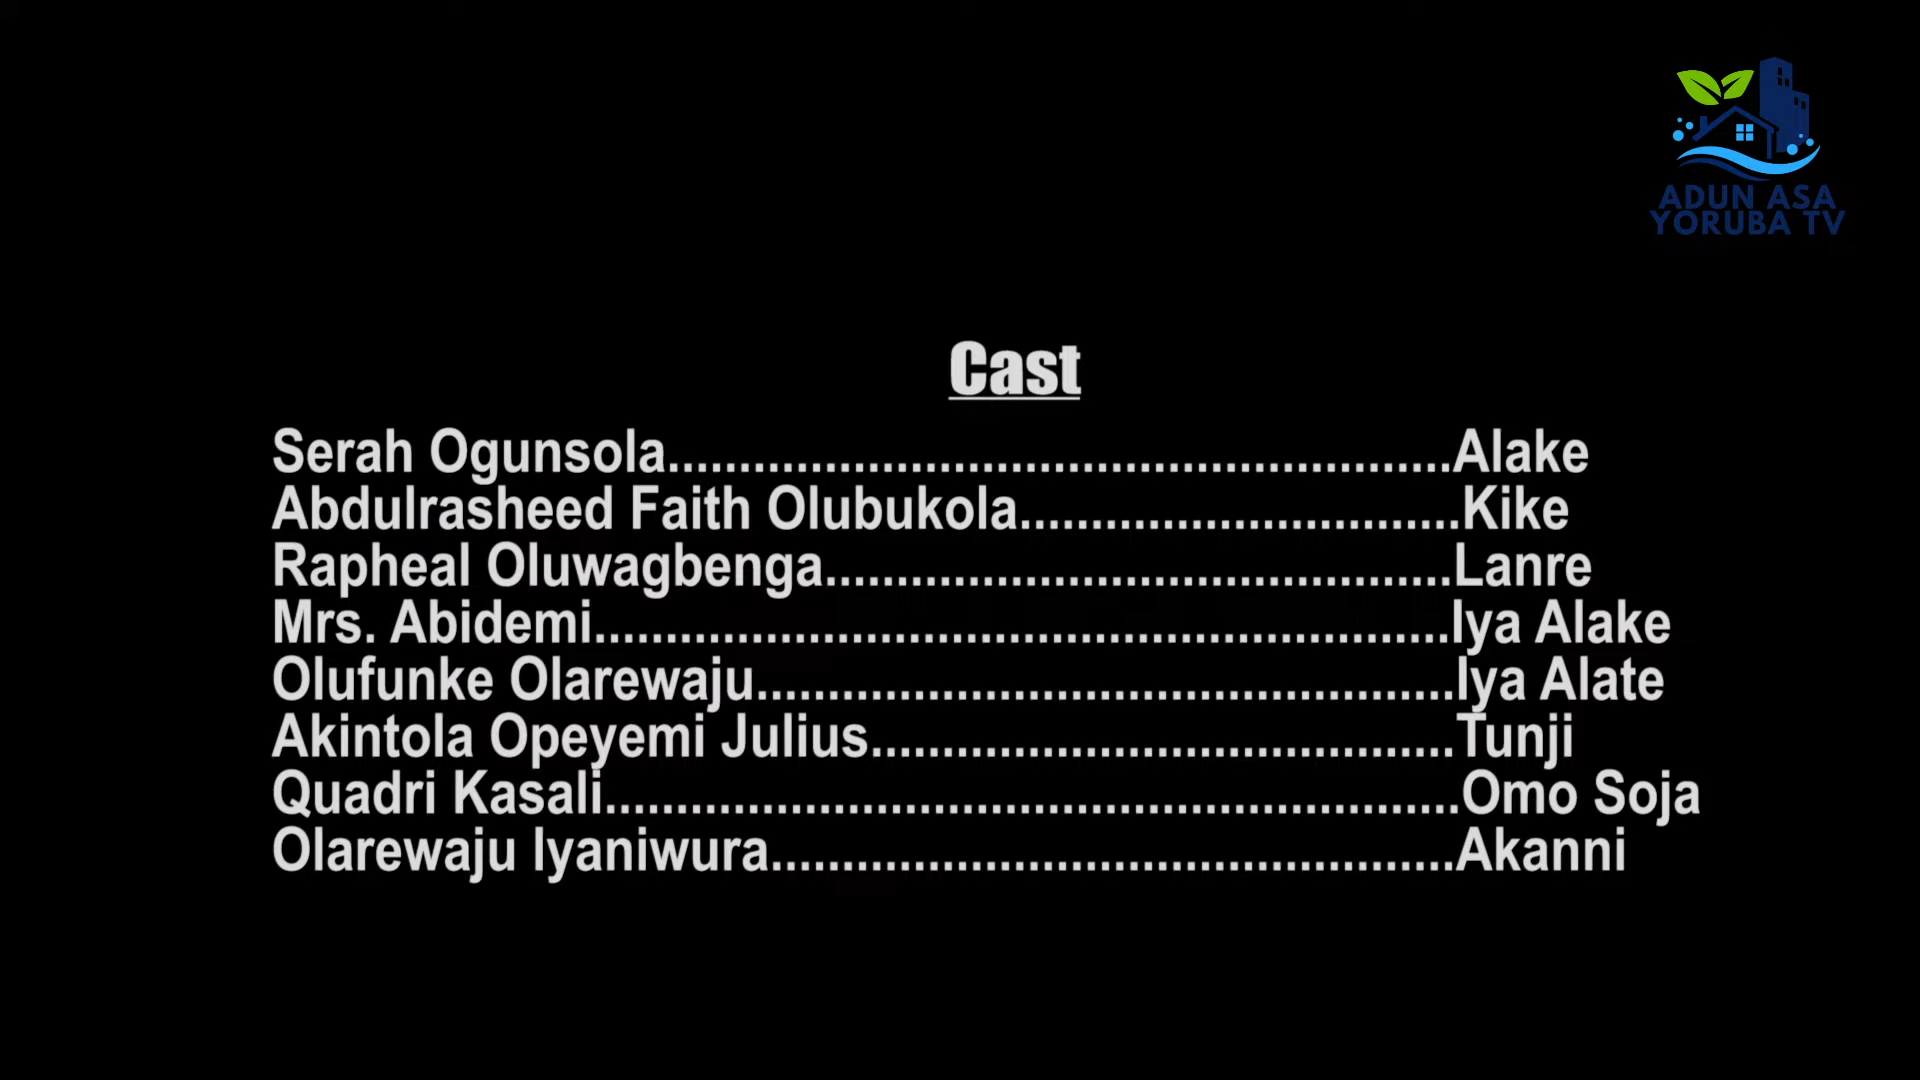 ADUN ASA
YORUBA TV
Cast
Serah Ogunsola.......................................................Alake
Abdulrasheed Faith Olubukola...............................Kike
Rapheal Oluwagbenga............................................Lanre
Mrs. Abidemi............................................................Iya Alake
Olufunke Olarewaju.................................................Iya Alate
Akintola Opeyemi Julius.........................................Tunji
Quadri Kasali............................................................Omo Soja
Olarewaju Iyaniwura................................................Akanni